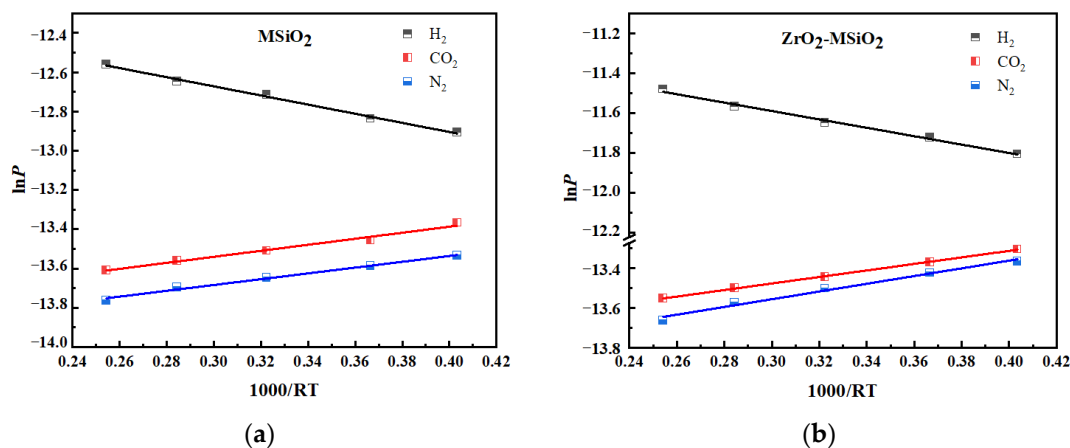 MSiO₂
H₂
CO₂
N₂
lnP
−12.4
−12.6
−12.8
−13.0
−13.2
−13.4
−13.6
−13.8
−14.0
0.24 0.26 0.28 0.30 0.32 0.34 0.36 0.38 0.40 0.42
1000/RT
(a)
ZrO₂-MSiO₂
H₂
CO₂
N₂
lnP
−11.2
−11.4
−11.6
−11.8
−12.0
−12.2
−13.4
−13.6
−13.8
0.24 0.26 0.28 0.30 0.32 0.34 0.36 0.38 0.40 0.42
1000/RT
(b)